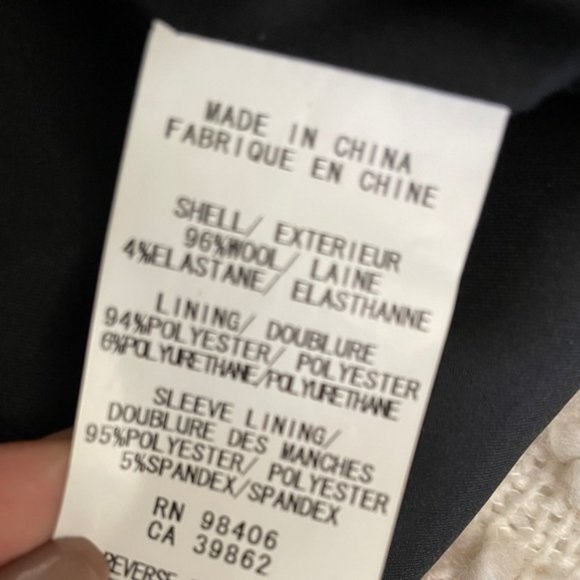 MADE IN CHINA
FABRIQUE EN CHINE
SHELL/ EXTERIEUR
96%WOOL/ LAINE
4%ELASTANE/ ELASTHANNE
LINING/ DOUBLURE
94%POLYESTER/ POLYESTER
6%POLYURETHANE/POLYURETHANE
SLEEVE LINING/
DOUBLURE DES MANCHES
95%POLYESTER/ POLYESTER
5%SPANDEX/SPANDEX
RN 98406
CA 39862
REVERSE